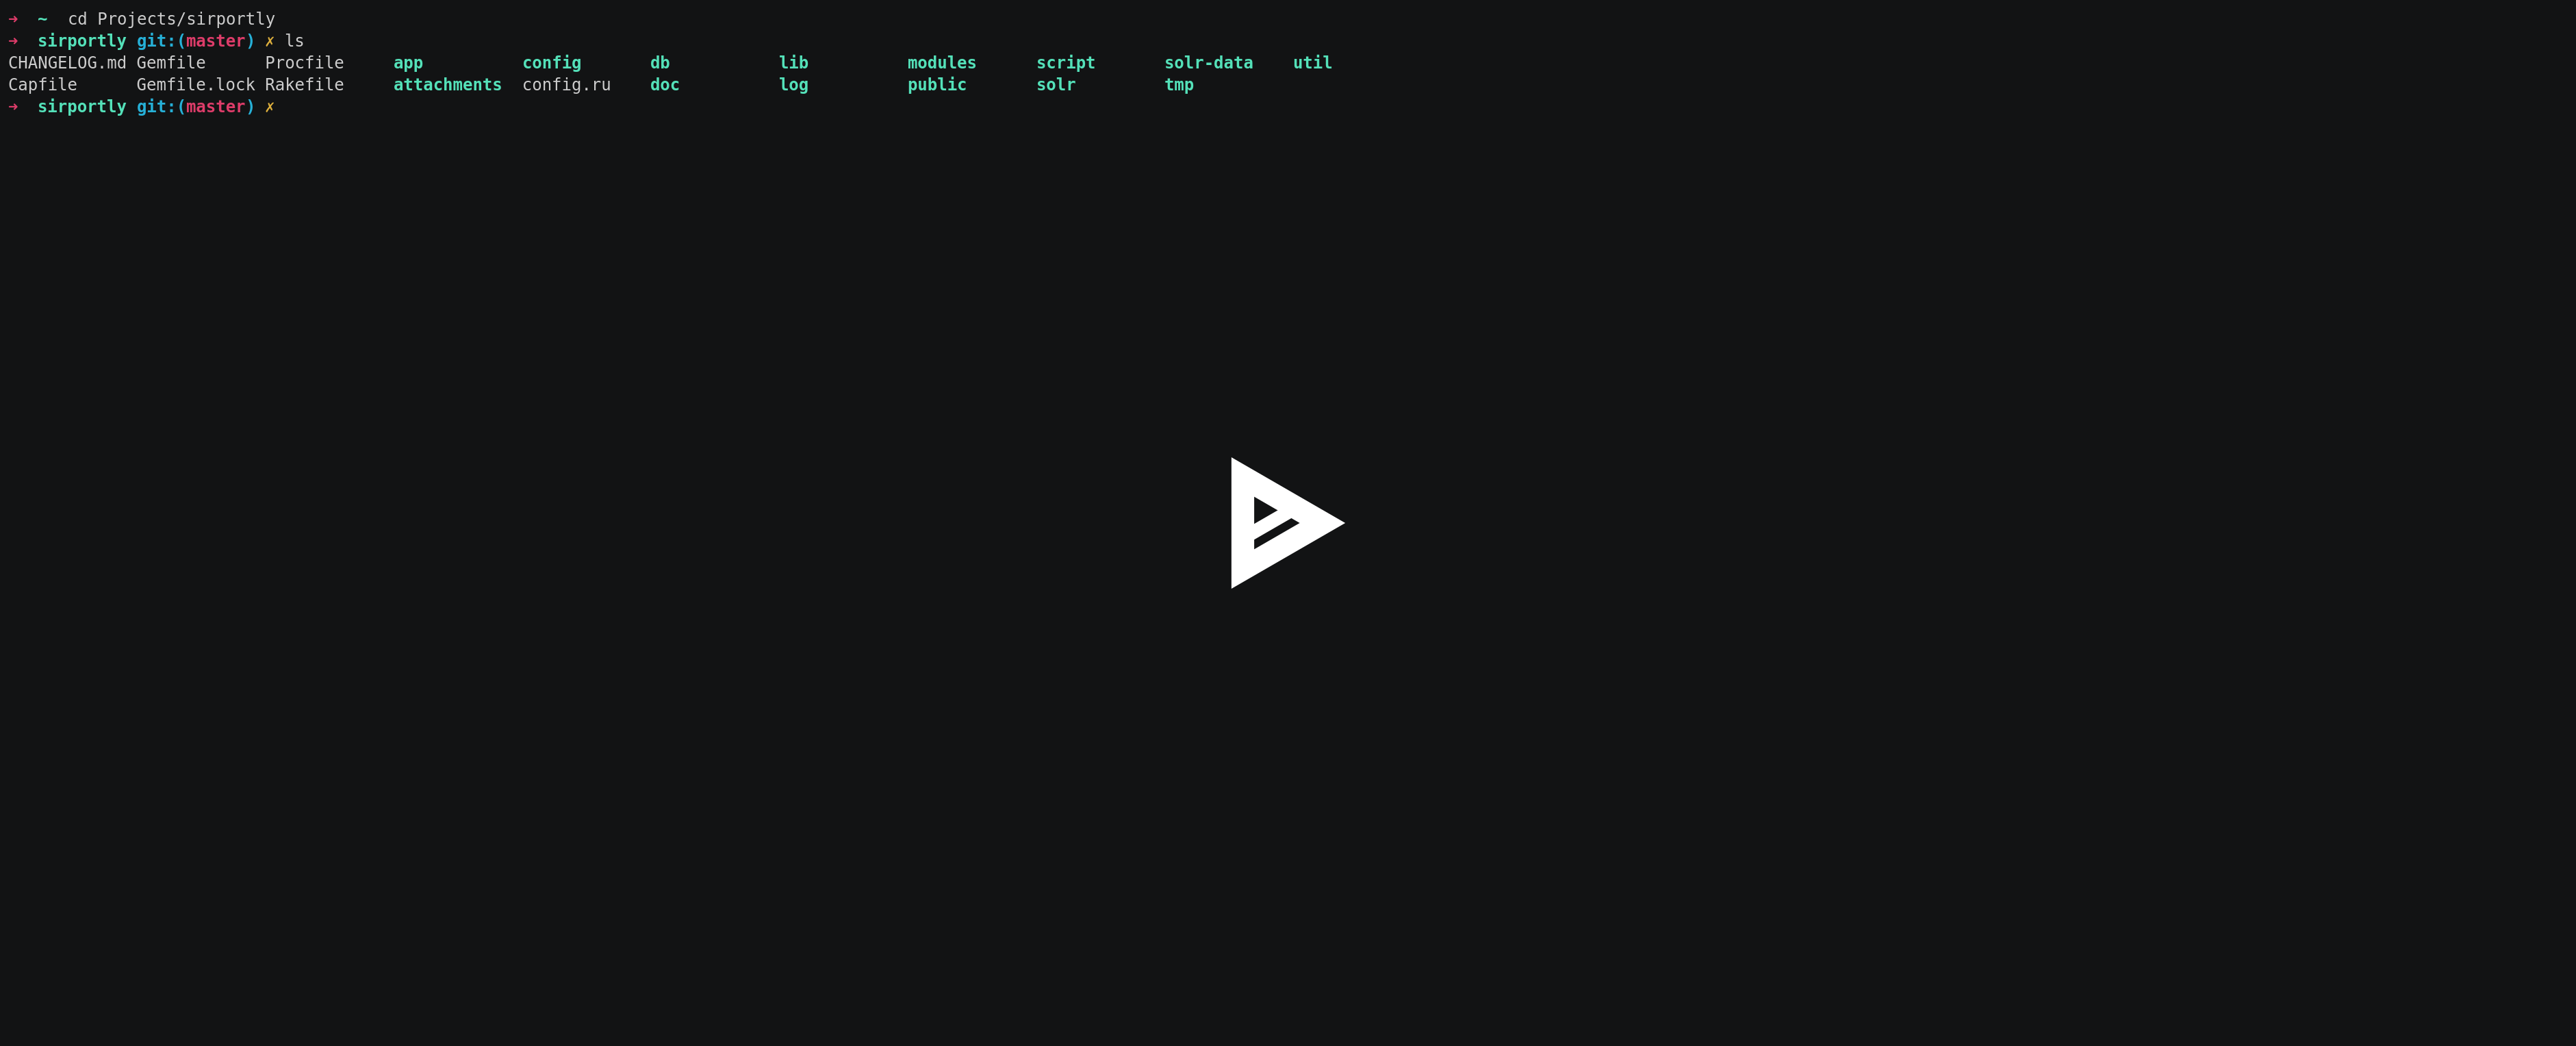 ➜  ~  cd Projects/sirportly
➜  sirportly git:(master) ✗ ls
CHANGELOG.md Gemfile      Procfile     app          config       db           lib          modules      script       solr-data    util
Capfile      Gemfile.lock Rakefile     attachments  config.ru    doc          log          public       solr         tmp
➜  sirportly git:(master) ✗